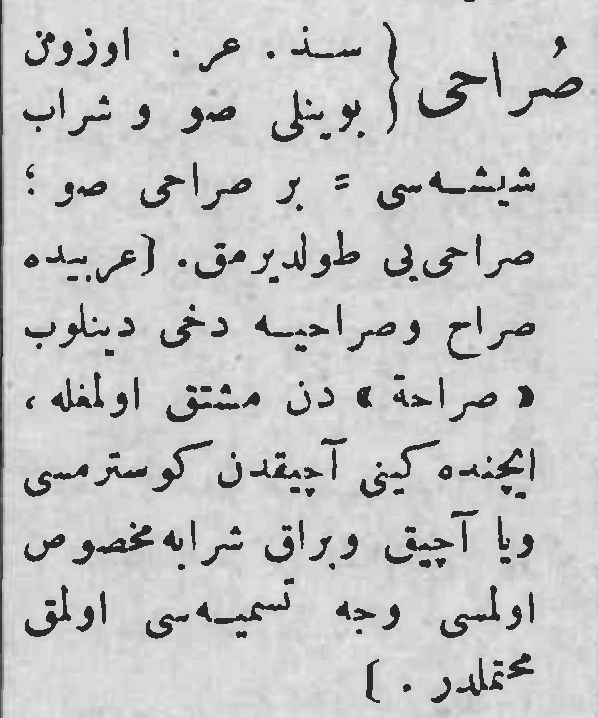 صُراحی { سـذ . عر . اوزون
بوینلی صو و شراب
شیشه‌سی = بر صراحی صو ؛
صراحی‌یی طولدیرمق . [ عربیده
صراح وصراحیه دخی دینلوب
« صراحة » دن مشتق اولمغله ،
ایچنده کینی آچیقدن کوسترمسی
ویا آچیق وبراق شرابه مخصوص
اولمسی وجه تسمیه‌سی اولمق
محتملدر . ]